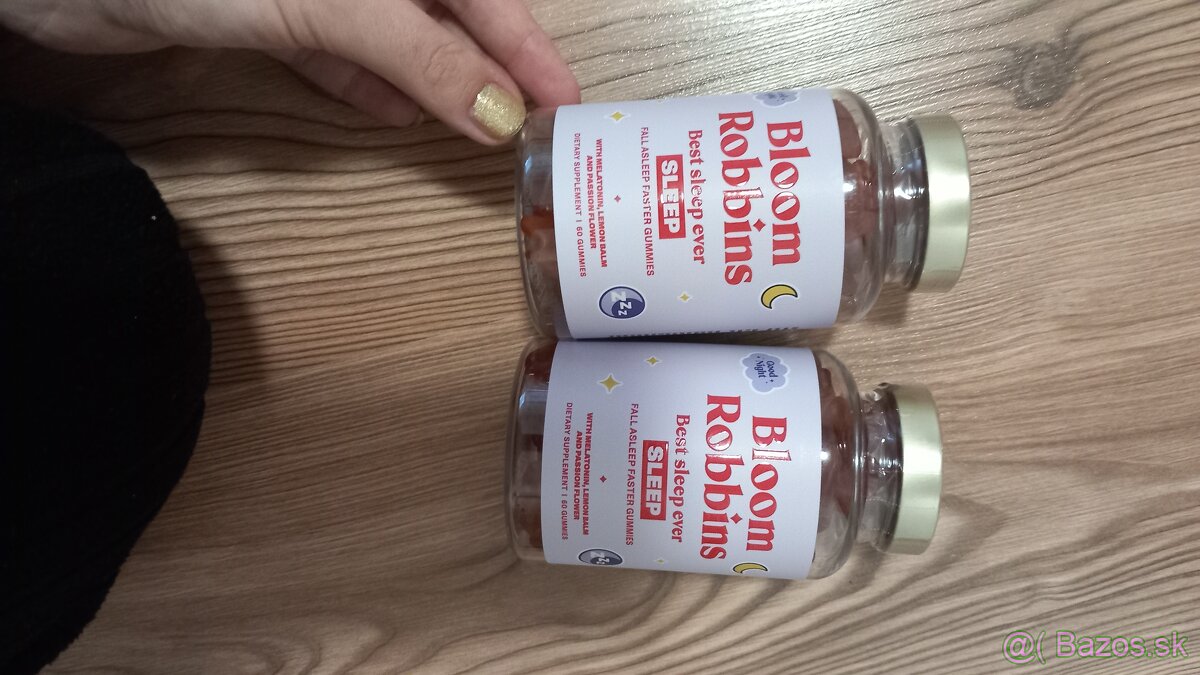 Bloom
Robbins
Best sleep ever
SLEEP
FALL ASLEEP FASTER GUMMIES
WITH MELATONIN, LEMON BALM
AND PASSION FLOWER
DIETARY SUPPLEMENT | 60 GUMMIES
zzz
Good
Night
Bloom
Robbins
Best sleep ever
SLEEP
FALL ASLEEP FASTER GUMMIES
WITH MELATONIN, LEMON BALM
AND PASSION FLOWER
DIETARY SUPPLEMENT | 60 GUMMIES
zzz
@( Bazos.sk